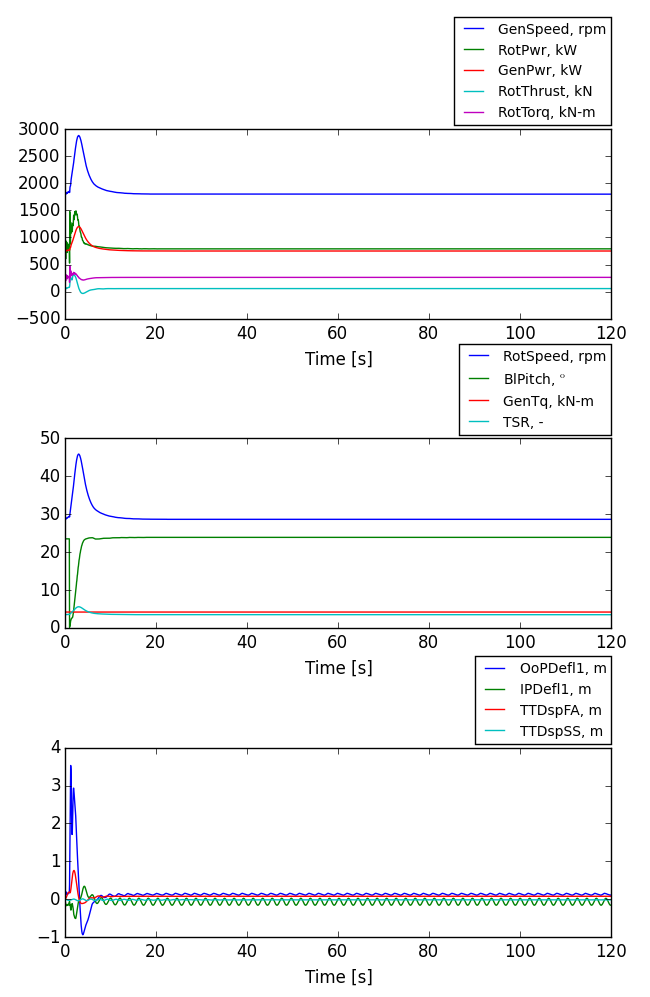 GenSpeed, rpm
RotPwr, kW
GenPwr, kW
RotThrust, kN
RotTorq, kN-m
3000
2500
2000
1500
1000
500
0
−500
0 20 40 60 80 100 120
Time [s]
RotSpeed, rpm
BlPitch, °
GenTq, kN-m
TSR, -
50
40
30
20
10
0
0 20 40 60 80 100 120
Time [s]
OoPDefl1, m
IPDefl1, m
TTDspFA, m
TTDspSS, m
4
3
2
1
0
−1
0 20 40 60 80 100 120
Time [s]